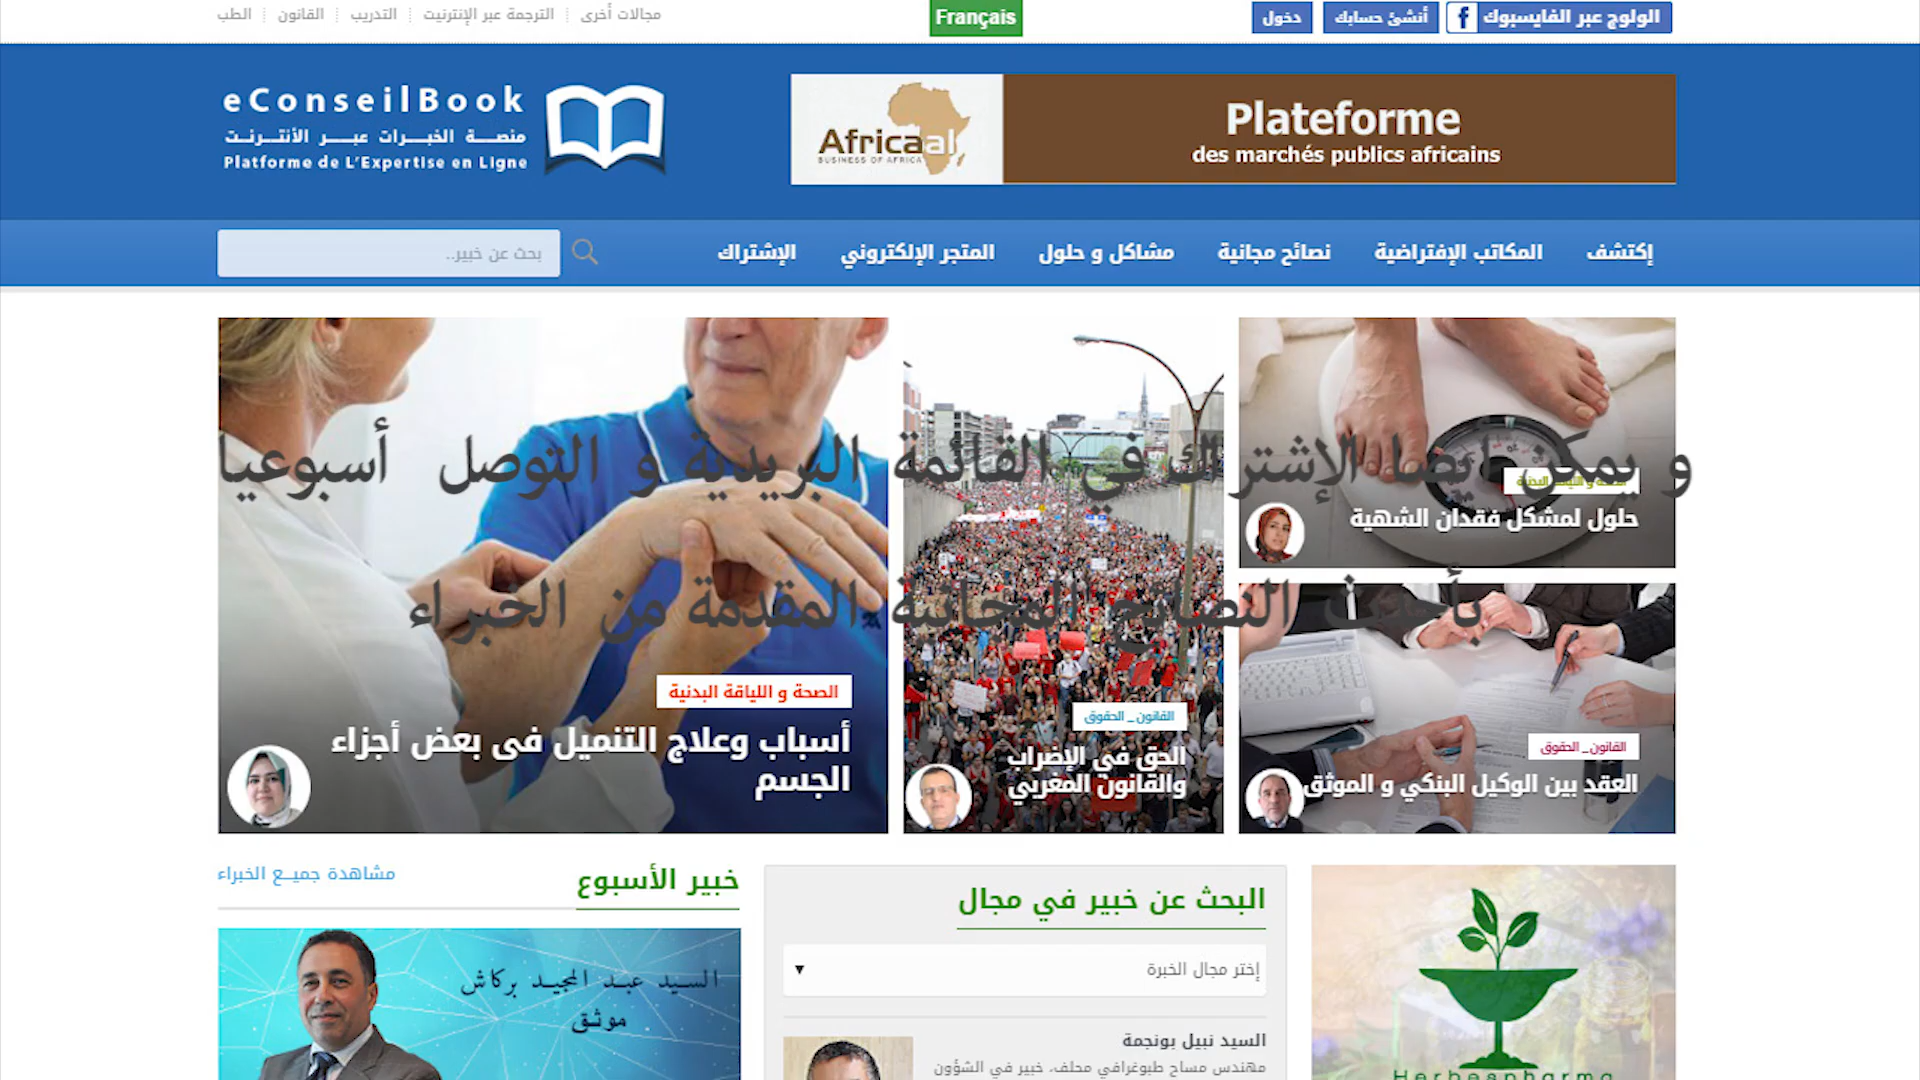 الولوج عبر الفايسبوك
أنشئ حسابك
دخول
Français
مجالات أخرى
الترجمة عبر الإنترنيت
التدريب
القانون
الطب
eConseilBook
منصة الخبرات عبر الأنترنت
Platforme de L'Expertise en Ligne
Africaal
BUSINESS OF AFRICA
Plateforme
des marchés publics africains
إكتشف
المكاتب الإفتراضية
نصائح مجانية
مشاكل و حلول
المتجر الإلكتروني
الإشتراك
بحث عن خبير..
و يمكن أيضا الإشتراك في القائمة البريدية و التوصل أسبوعيا
بأحدث النصائح المجانية المقدمة من الخبراء
حلول لمشكل فقدان الشهية
القانون_ الحقوق
العقد بين الوكيل البنكي و الموثق
القانون _ الحقوق
الحق في الإضراب
والقانون المغربي
الصحة و اللياقة البدنية
أسباب وعلاج التنميل فى بعض أجزاء
الجسم
البحث عن خبير في مجال
إختر مجال الخبرة
السيد نبيل بونجمة
مهندس مساح طبوغرافي محلف، خبير في الشؤون
خبير الأسبوع
مشاهدة جميع الخبراء
السيد عبد المجيد بركاش
موثق
Herbeapharma